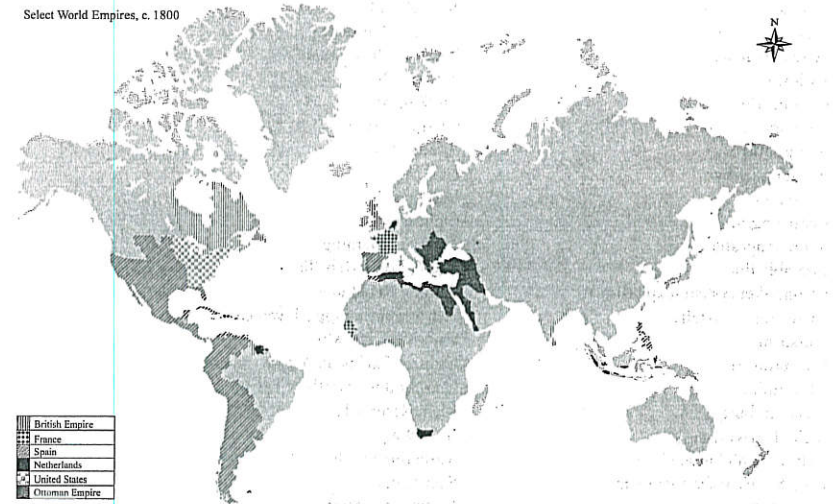 Select World Empires, c. 1800
N
British Empire
France
Spain
Netherlands
United States
Ottoman Empire